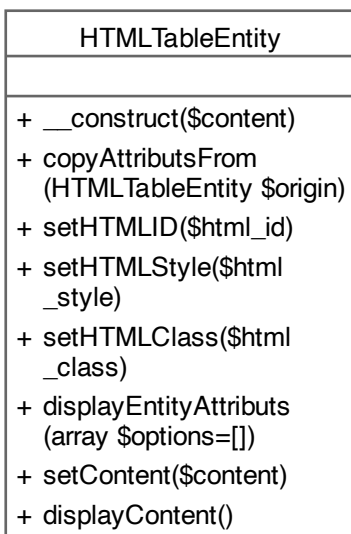 HTMLTableEntity
+ __construct($content)
+ copyAttributsFrom
(HTMLTableEntity $origin)
+ setHTMLID($html_id)
+ setHTMLStyle($html
_style)
+ setHTMLClass($html
_class)
+ displayEntityAttributs
(array $options=[])
+ setContent($content)
+ displayContent()